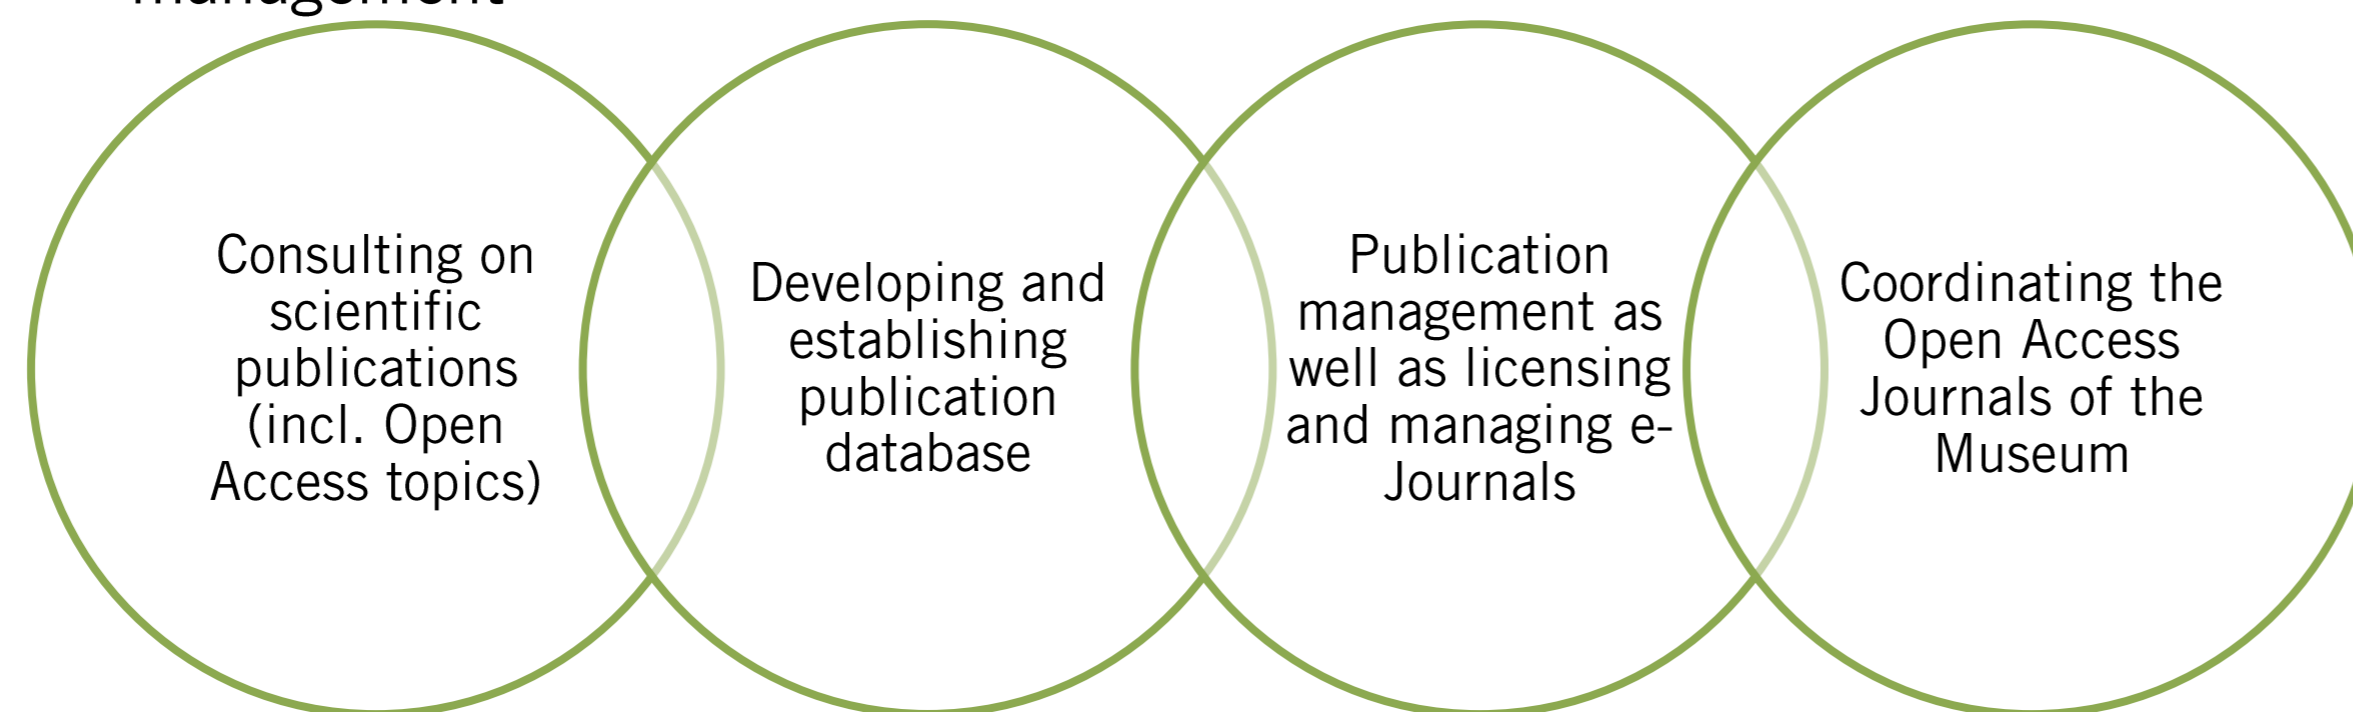 management
Consulting on
scientific
publications
(incl. Open
Access topics)
Developing and
establishing
publication
database
Publication
management as
well as licensing
and managing e-
Journals
Coordinating the
Open Access
Journals of the
Museum